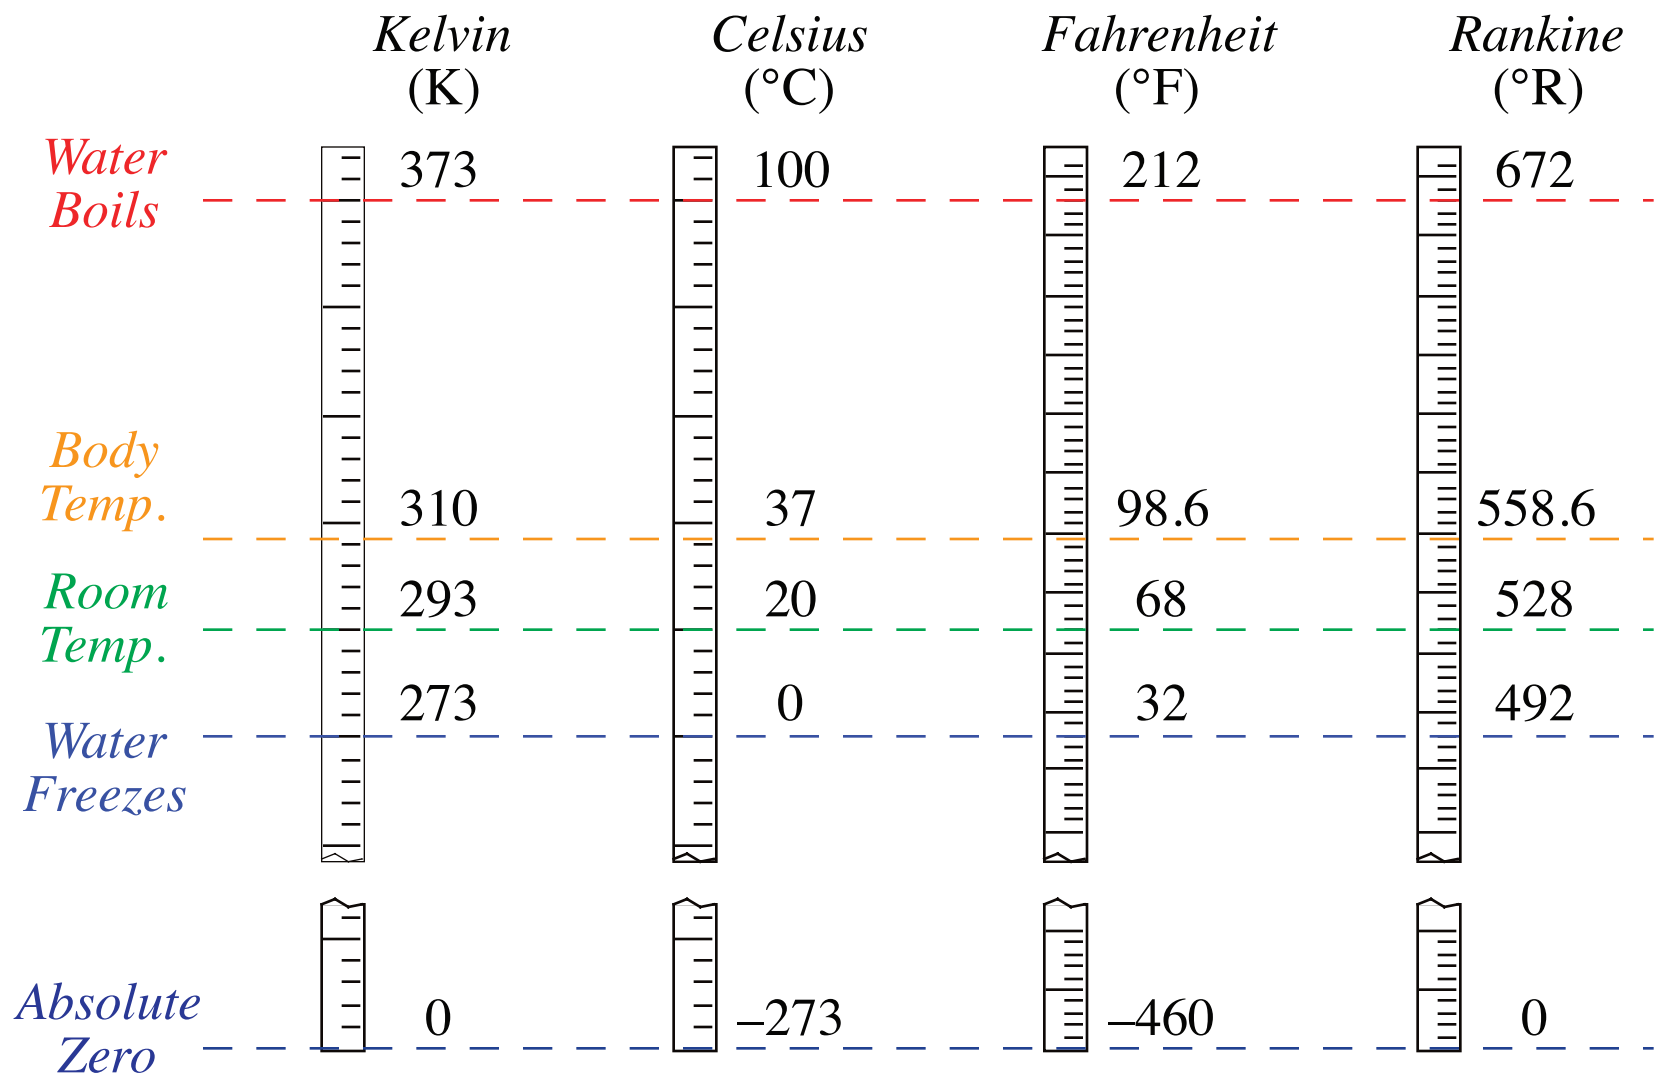 Kelvin Celsius Fahrenheit Rankine
(K) (°C) (°F) (°R)
Water
373 100 212 672
Boils
Body
Temp.
310 37 98.6 558.6
Room
293 20 68 528
Temp.
273 0 32 492
Water
Freezes
Absolute
0 –273 –460 0
Zero